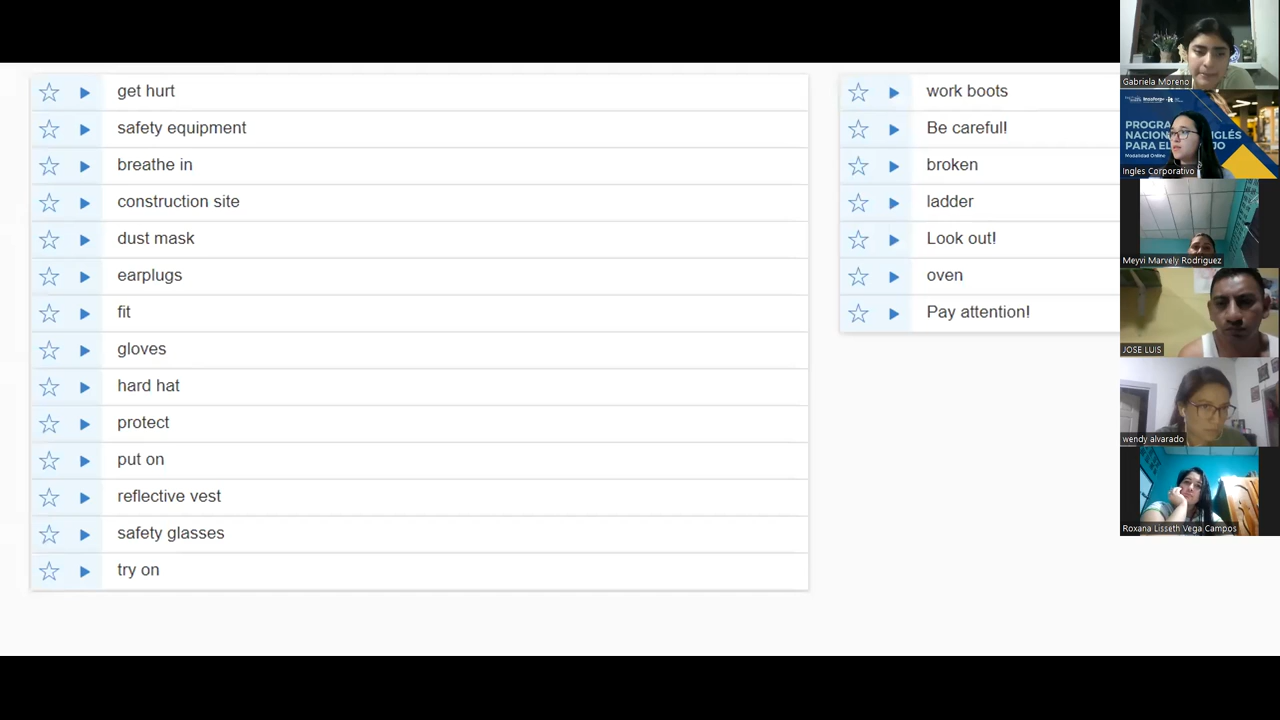 get hurt
safety equipment
breathe in
construction site
dust mask
earplugs
fit
gloves
hard hat
protect
put on
reflective vest
safety glasses
try on
work boots
Be careful!
broken
ladder
Look out!
oven
Pay attention!
Gabriela Moreno
PROGRA
NACION INGLÉS
PARA EL JO
Modalidad Online
Ingles Corporativo
Meyvi Marvely Rodriguez
JOSE LUIS
wendy alvarado
Roxana Lisseth Vega Campos